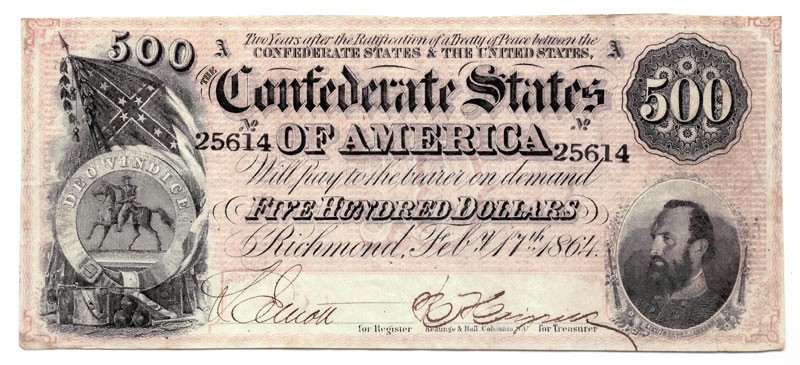 500 A Two Years after the Ratification of a Treaty of Peace between the A
CONFEDERATE STATES & THE UNITED STATES,
THE
Confederate States 500
No No
25614 OF AMERICA 25614
DEO VINDICE
Will pay to the bearer on demand
FIVE HUNDRED DOLLARS
Richmond, Feby 17th 1864.
for Register Keatinge & Ball, Columbia, S.C. for Treasurer